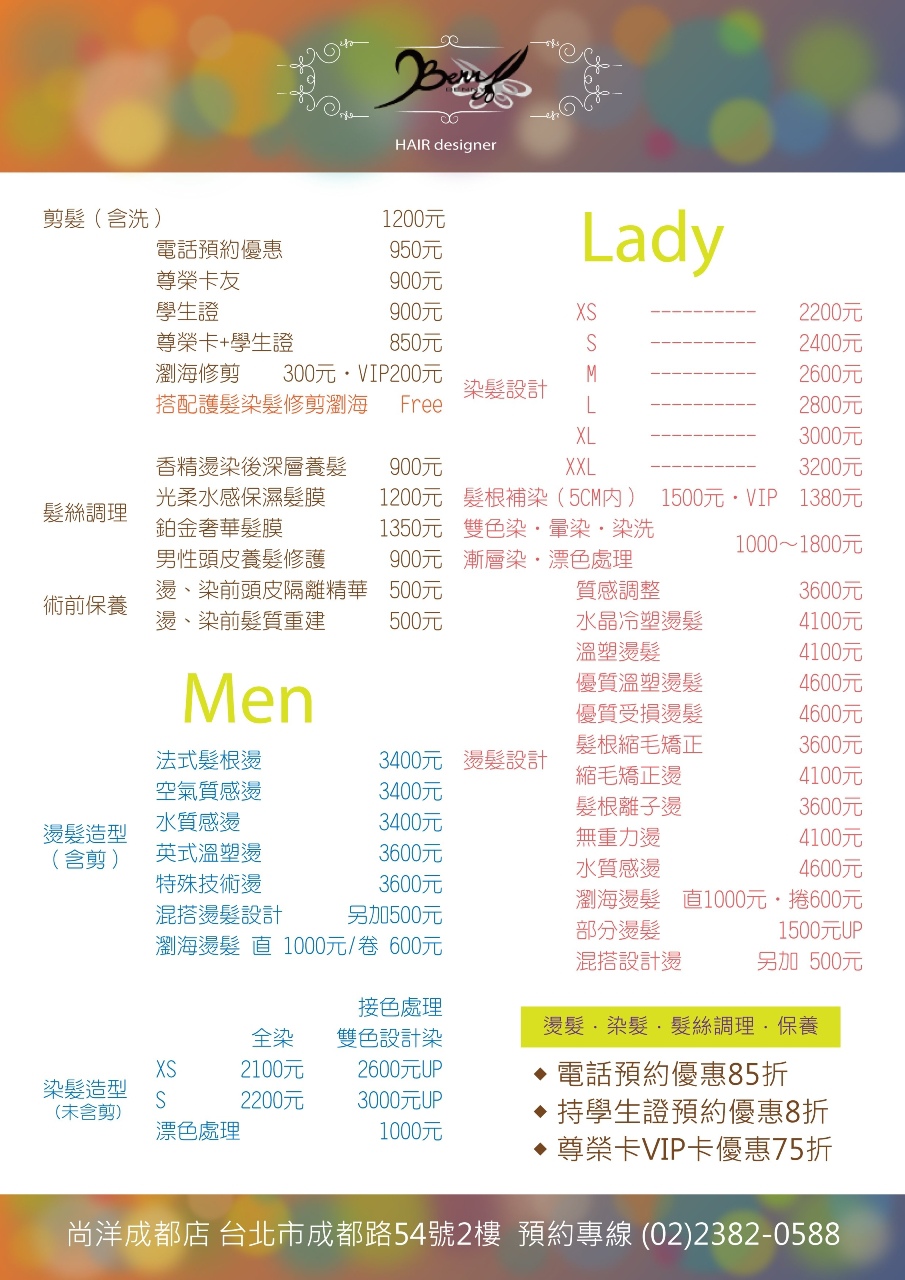 Berry
HAIR designer
剪髮（含洗） 1200元
電話預約優惠 950元
尊榮卡友 900元
學生證 900元
尊榮卡+學生證 850元
瀏海修剪 300元·VIP200元
搭配護髮染髮修剪瀏海 Free
髮絲調理
香精燙染後深層養髮 900元
光柔水感保濕髮膜 1200元
鉑金奢華髮膜 1350元
男性頭皮養髮修護 900元
術前保養
燙、染前頭皮隔離精華 500元
燙、染前髮質重建 500元
Men
燙髮造型
（含剪）
法式髮根燙 3400元
空氣質感燙 3400元
水質感燙 3400元
英式溫塑燙 3600元
特殊技術燙 3600元
混搭燙髮設計 另加500元
瀏海燙髮 直 1000元/卷 600元
染髮造型
（未含剪）
接色處理
全染 雙色設計染
XS 2100元 2600元UP
S 2200元 3000元UP
漂色處理 1000元
Lady
染髮設計
XS ---------- 2200元
S ---------- 2400元
M ---------- 2600元
L ---------- 2800元
XL ---------- 3000元
XXL ---------- 3200元
髮根補染（5CM內） 1500元·VIP 1380元
雙色染·暈染·染洗
漸層染·漂色處理 1000～1800元
燙髮設計
質感調整 3600元
水晶冷塑燙髮 4100元
溫塑燙髮 4100元
優質溫塑燙髮 4600元
優質受損燙髮 4600元
髮根縮毛矯正 3600元
縮毛矯正燙 4100元
髮根離子燙 3600元
無重力燙 4100元
水質感燙 4600元
瀏海燙髮 直1000元·捲600元
部分燙髮 1500元UP
混搭設計燙 另加 500元
燙髮．染髮．髮絲調理．保養
◆ 電話預約優惠85折
◆ 持學生證預約優惠8折
◆ 尊榮卡VIP卡優惠75折
尚洋成都店 台北市成都路54號2樓 預約專線 (02)2382-0588